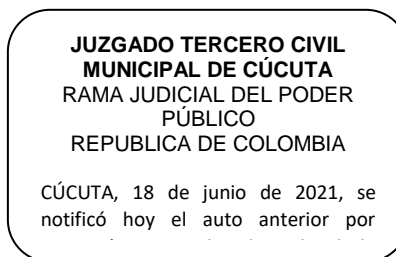 JUZGADO TERCERO CIVIL
MUNICIPAL DE CÚCUTA
RAMA JUDICIAL DEL PODER
PÚBLICO
REPUBLICA DE COLOMBIA
CÚCUTA, 18 de junio de 2021, se
notificó hoy el auto anterior por